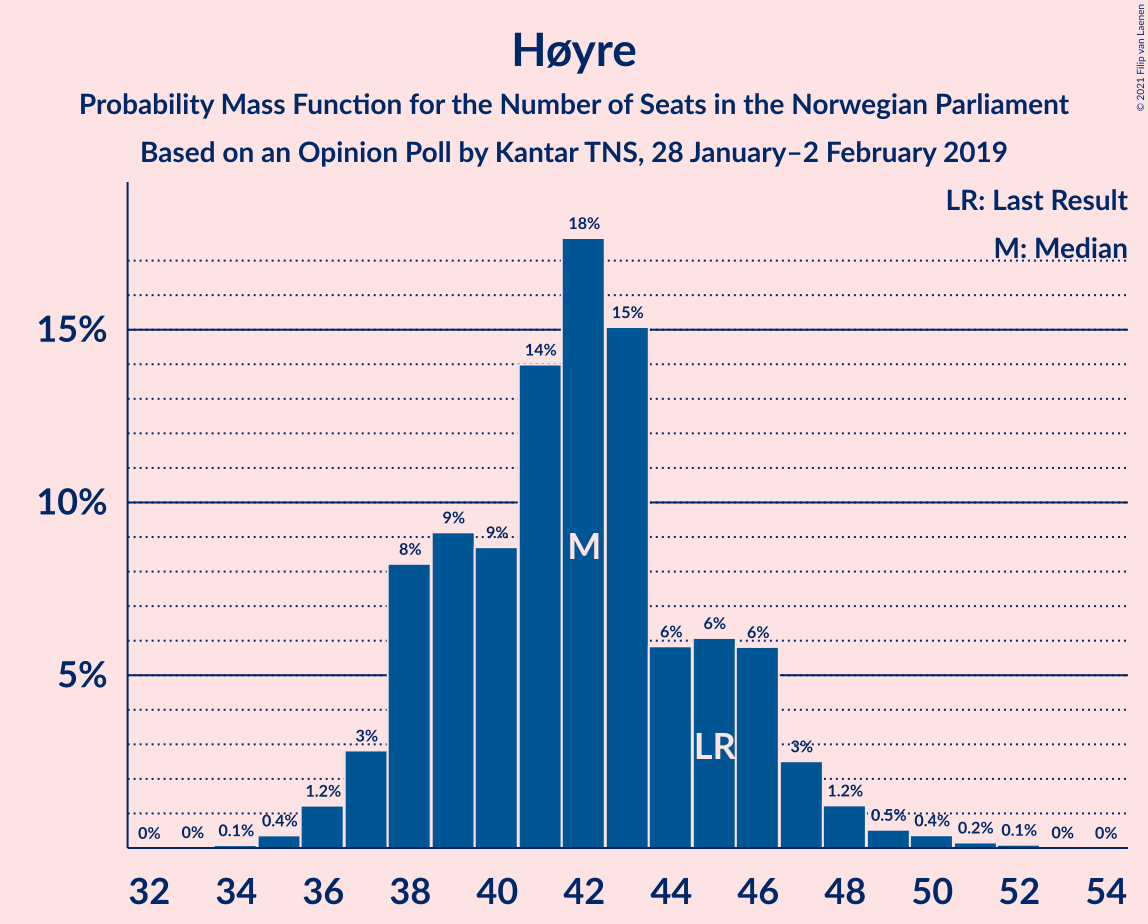 Høyre
Probability Mass Function for the Number of Seats in the Norwegian Parliament
Based on an Opinion Poll by Kantar TNS, 28 January–2 February 2019
© 2021 Filip van Laenen
LR: Last Result
M: Median
15%
10%
5%
0%
0%
0.1%
0.4%
1.2%
3%
8%
9%
9%
14%
18%
15%
6%
6%
6%
3%
1.2%
0.5%
0.4%
0.2%
0.1%
0%
0%
M
LR
32 34 36 38 40 42 44 46 48 50 52 54